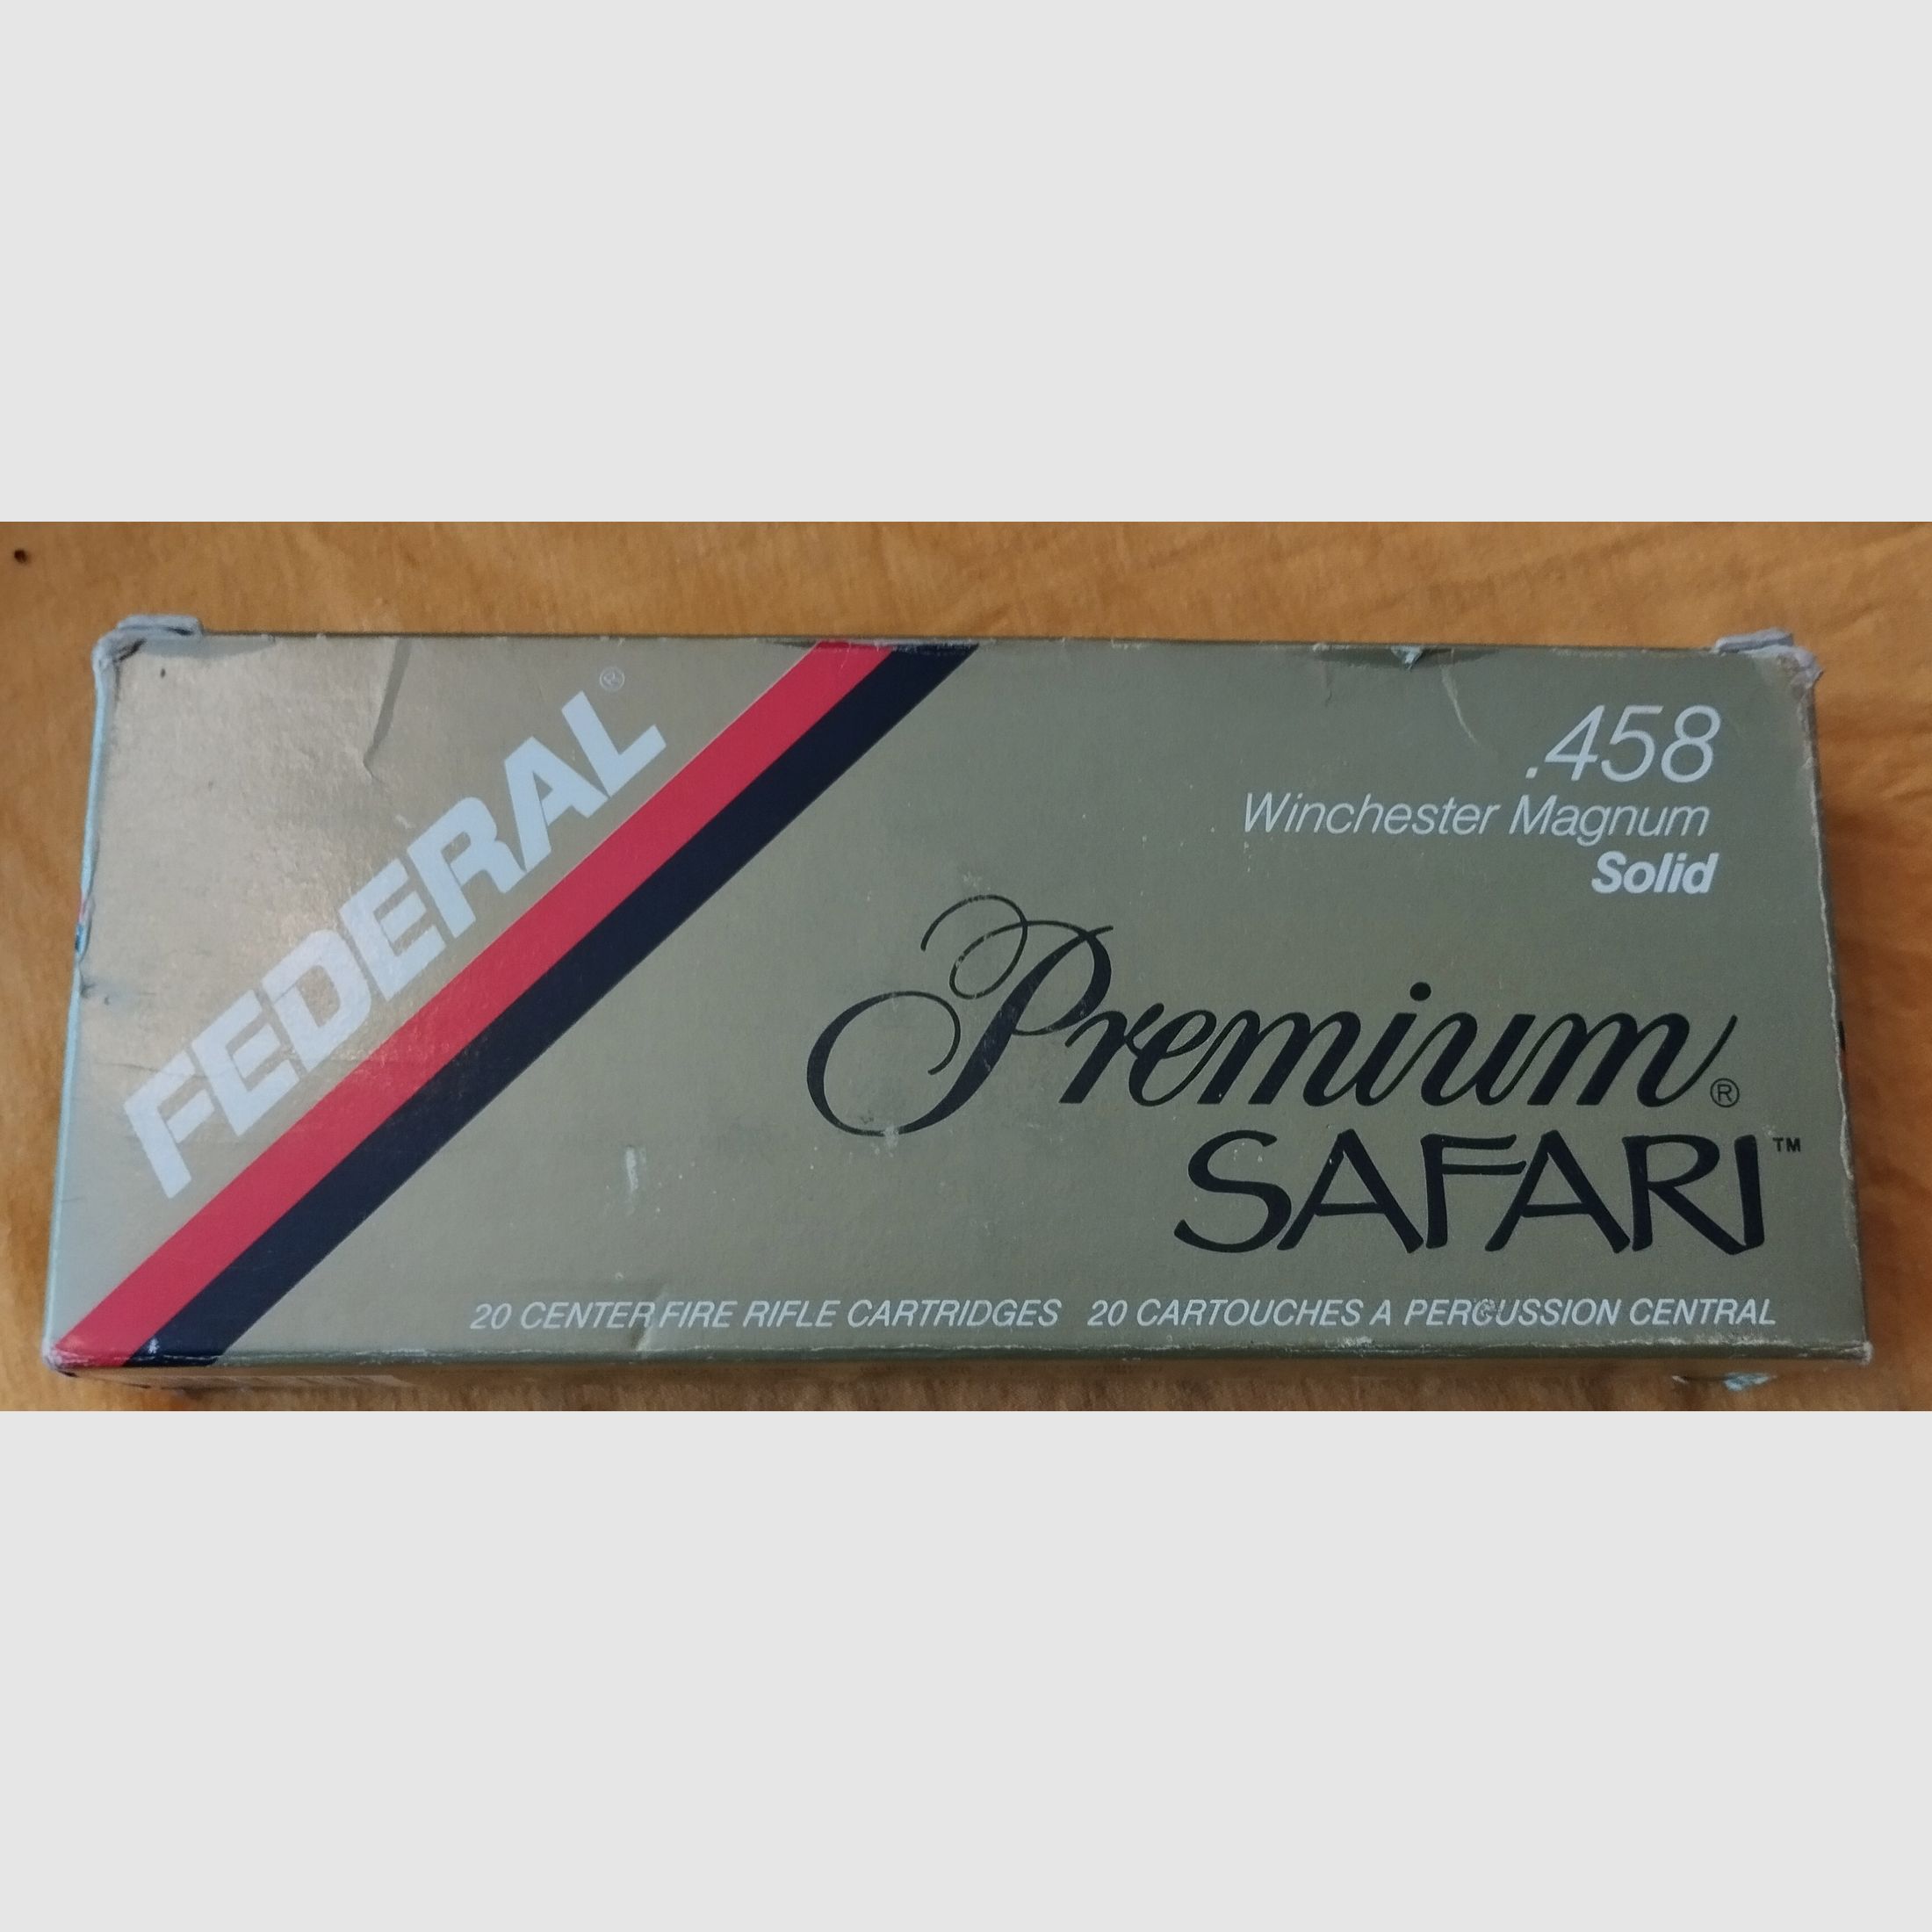 FEDERAL®
.458
Winchester Magnum
Solid
Premium®
SAFARI™
20 CENTER FIRE RIFLE CARTRIDGES 20 CARTOUCHES A PERCUSSION CENTRAL